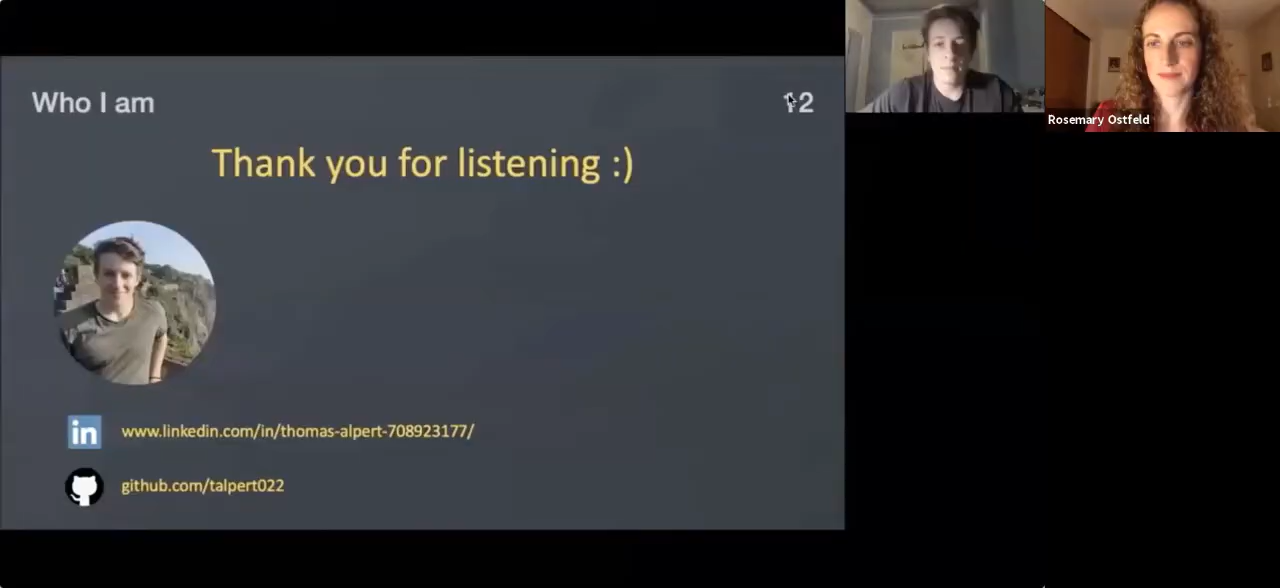 Who I am
12
Thank you for listening :)
in
www.linkedin.com/in/thomas-alpert-708923177/
github.com/talpert022
Rosemary Ostfeld